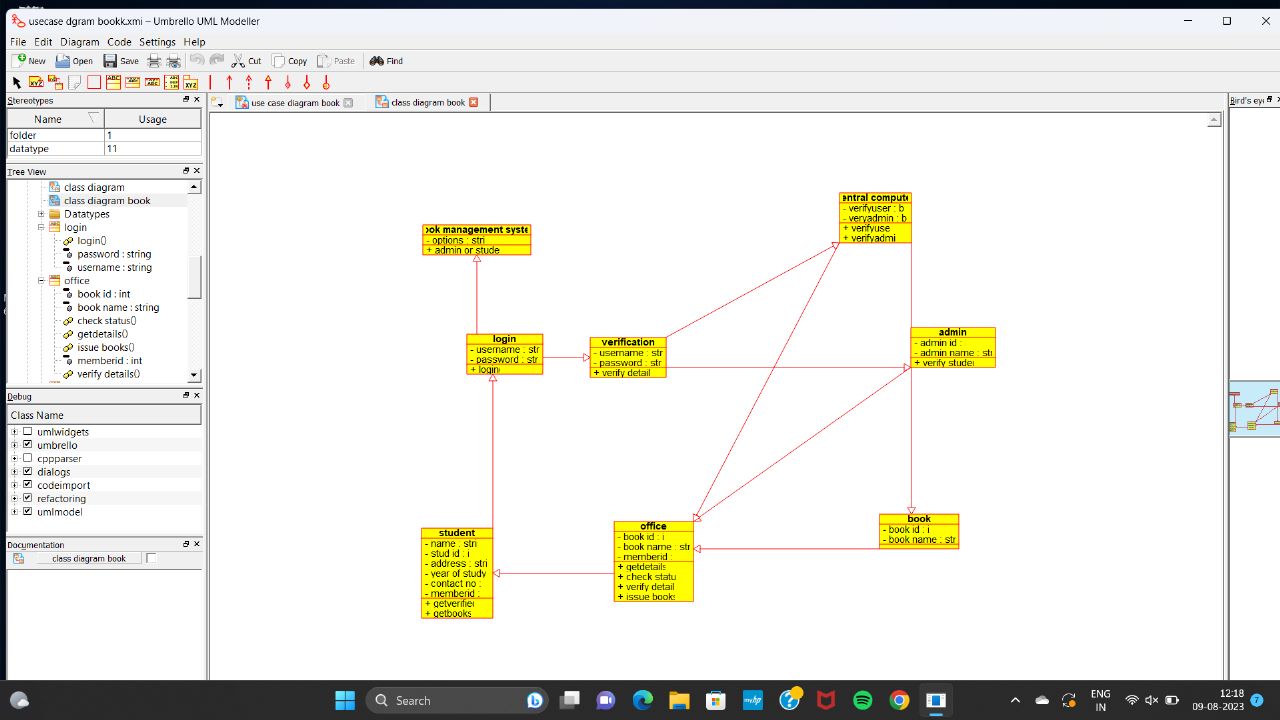 usecase dgram bookk.xmi – Umbrello UML Modeller
File Edit Diagram Code Settings Help
New Open Save Cut Copy Paste Find
Stereotypes
Name Usage
folder 1
datatype 11
Tree View
class diagram
class diagram book
Datatypes
login
login()
password : string
username : string
office
book id : int
book name : string
check status()
getdetails()
issue books()
memberid : int
verify details()
Debug
Class Name
umlwidgets
umbrello
cppparser
dialogs
codeimport
refactoring
umlmodel
Documentation
class diagram book
use case diagram book
class diagram book
Bird's eye
ook management syste
- options : stri
+ admin or stude
entral compute
- verifyuser : b
- veryadmin : b
+ verifyuse
+ verifyadmi
login
- username : str
- password : str
+ login
verification
- username : str
- password : str
+ verify detail
admin
- admin id :
- admin name : stri
+ verify studer
student
- name : stri
- stud id : i
- address : stri
- year of study
- contact no :
- memberid :
+ getverifie
+ getbooks
office
- book id : i
- book name : str
- memberid :
+ getdetails
+ check statu
+ verify detail
+ issue books
book
- book id : i
- book name : str
Search
ENG
IN
12:18
09-08-2023
7